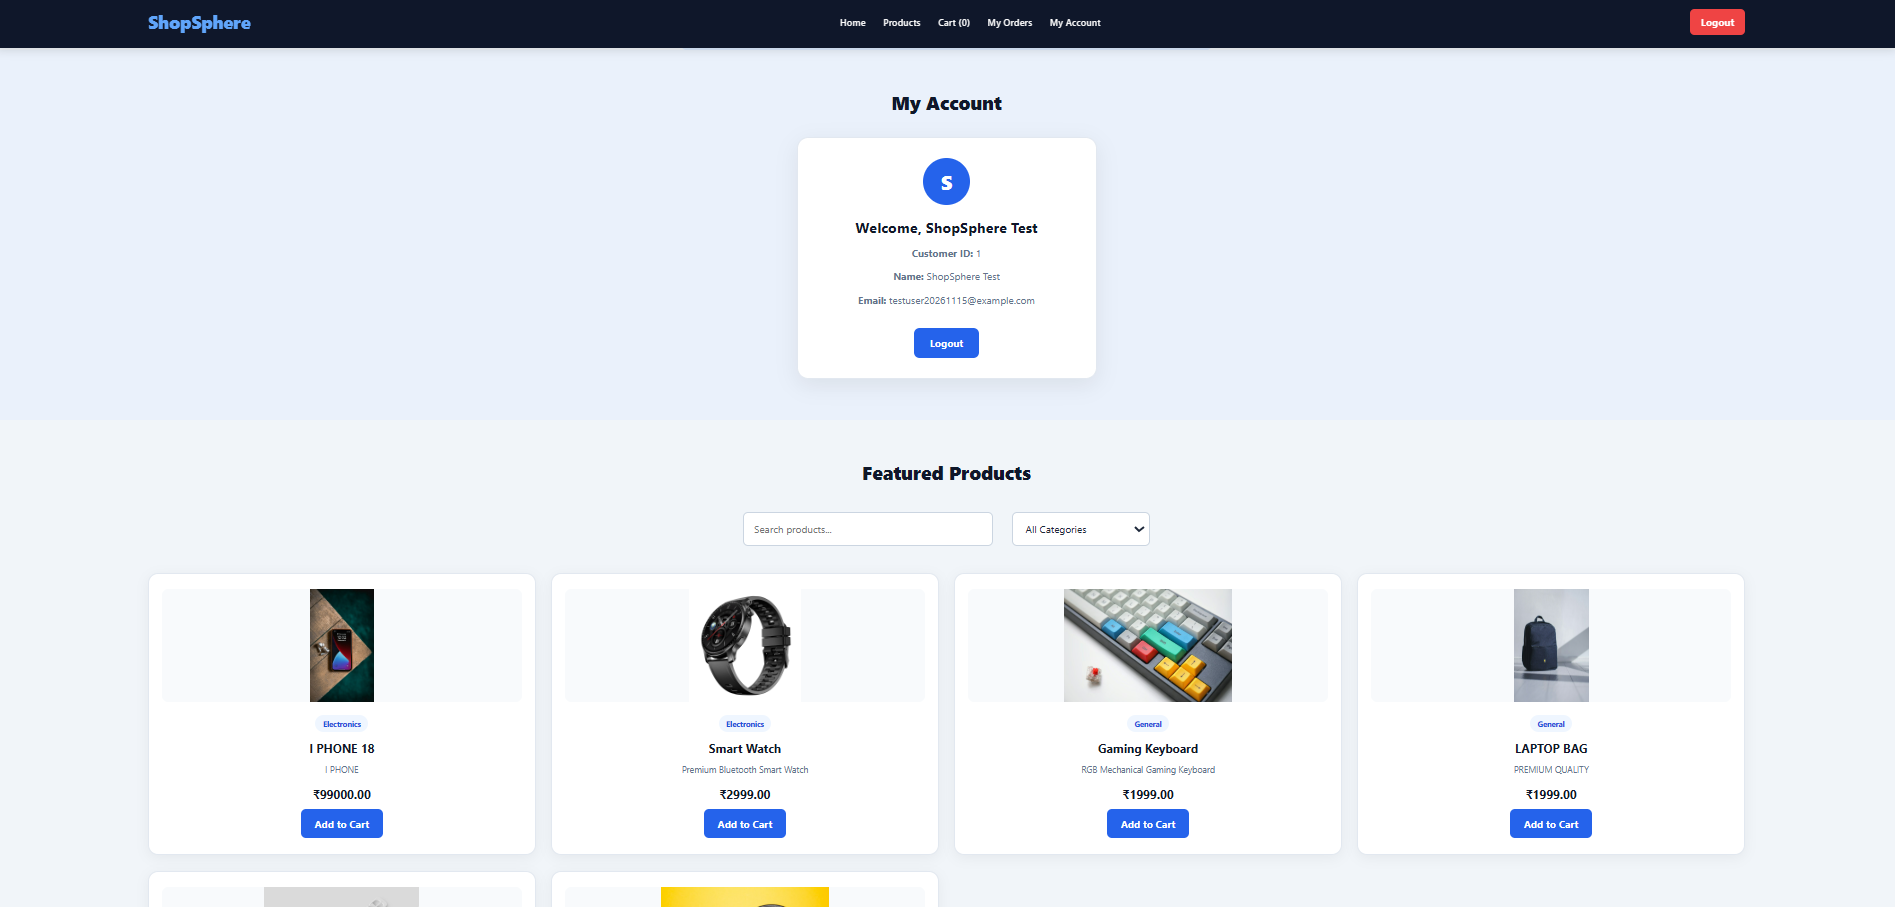 ShopSphere
Home Products Cart (0) My Orders My Account
Logout
My Account
S
Welcome, ShopSphere Test
Customer ID: 1
Name: ShopSphere Test
Email: testuser20261115@example.com
Logout
Featured Products
Search products...
All Categories
Electronics
I PHONE 18
I PHONE
₹99000.00
Add to Cart
Electronics
Smart Watch
Premium Bluetooth Smart Watch
₹2999.00
Add to Cart
General
Gaming Keyboard
RGB Mechanical Gaming Keyboard
₹1999.00
Add to Cart
General
LAPTOP BAG
PREMIUM QUALITY
₹1999.00
Add to Cart